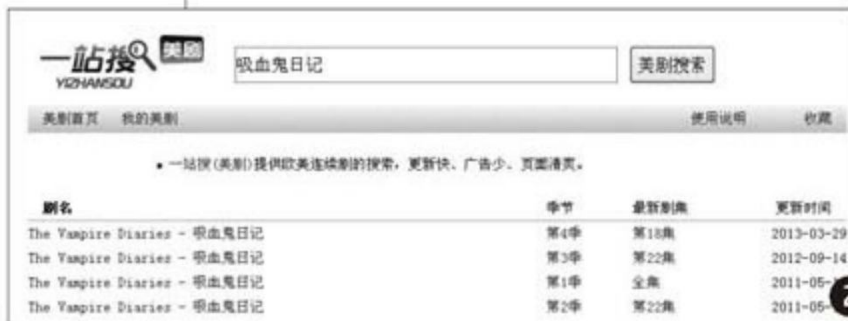 一站搜 美剧
YIZHANSOU
吸血鬼日记 美剧搜索
美剧首页 我的美剧 使用说明 收藏
• 一站搜(美剧)提供欧美连续剧的搜索，更新快、广告少、页面清爽。
剧名 季节 最新剧集 更新时间
The Vampire Diaries - 吸血鬼日记 第4季 第18集 2013-03-29
The Vampire Diaries - 吸血鬼日记 第3季 第22集 2012-09-14
The Vampire Diaries - 吸血鬼日记 第1季 全集 2011-05-
The Vampire Diaries - 吸血鬼日记 第2季 第22集 2011-05-